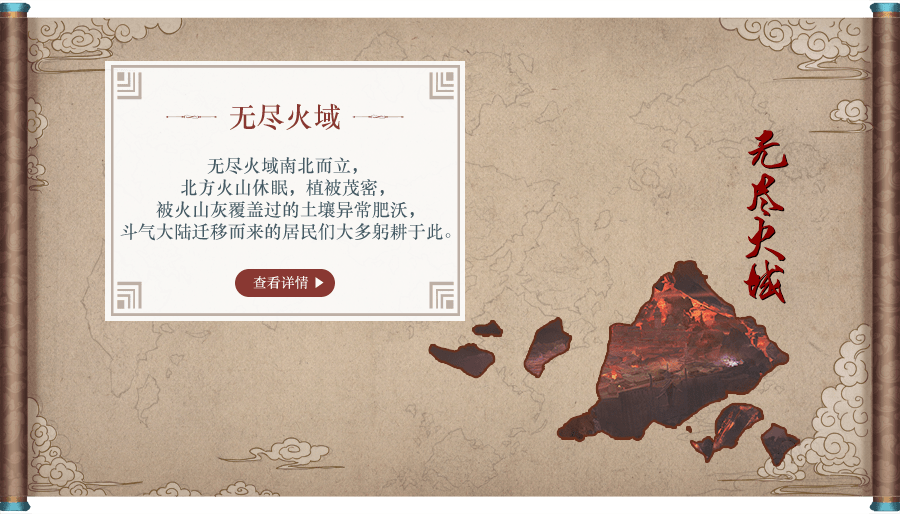 无尽火域
无尽火域南北而立，
北方火山休眠，植被茂密，
被火山灰覆盖过的土壤异常肥沃，
斗气大陆迁移而来的居民们大多躬耕于此。
查看详情
无尽火域